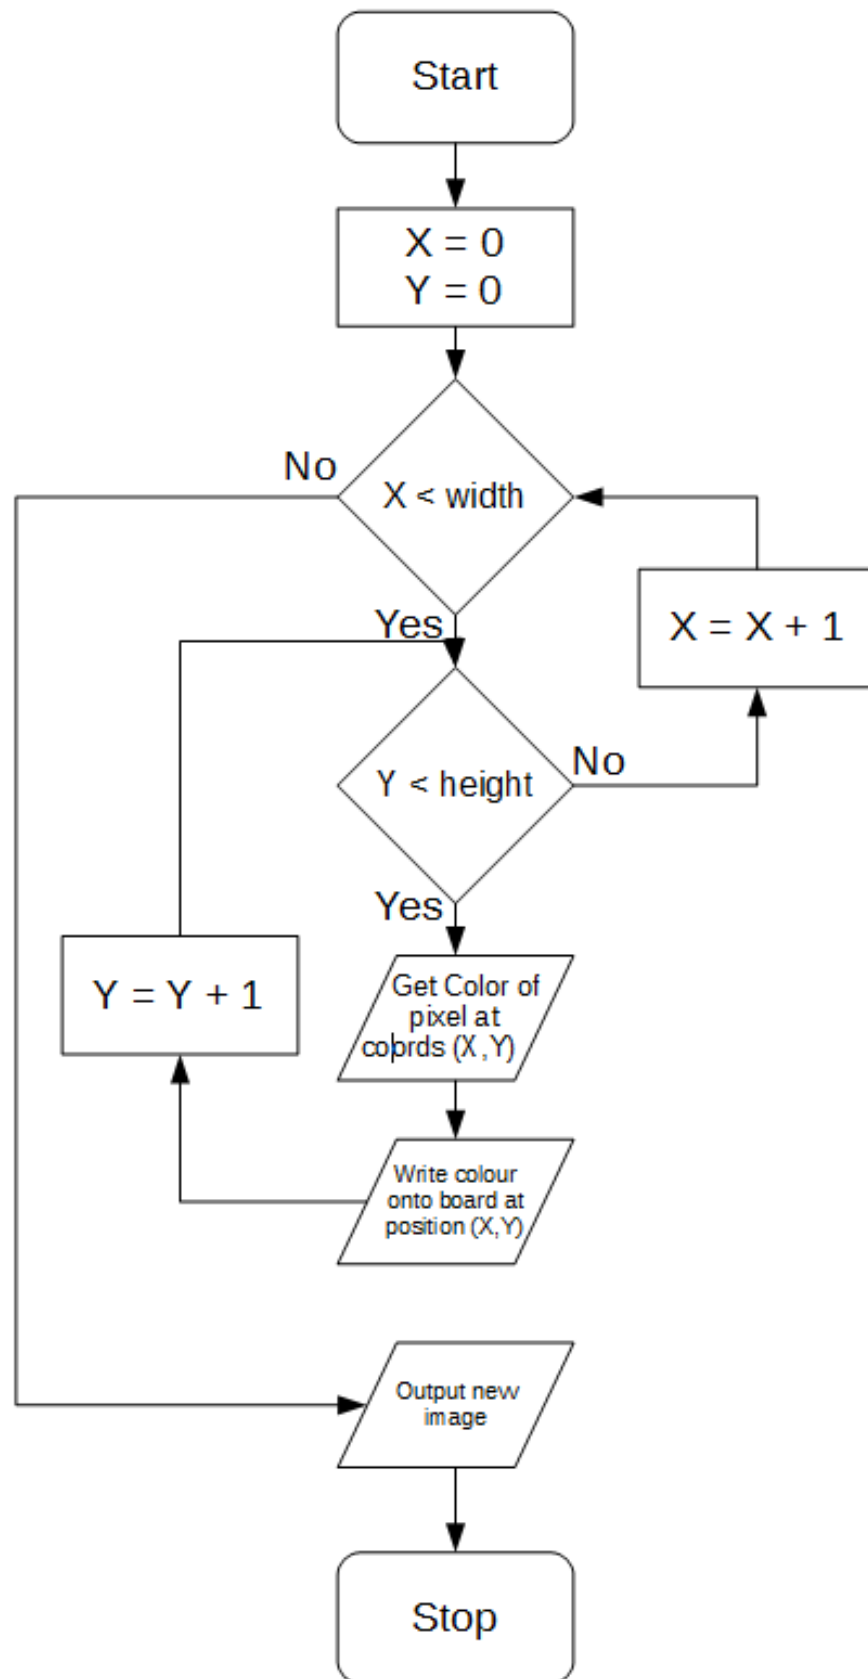 Start
X = 0
Y = 0
X < width
No
Yes
X = X + 1
Y < height
No
Yes
Y = Y + 1
Get Color of
pixel at
coords (X,Y)
Write colour
onto board at
position (X,Y)
Output new
image
Stop